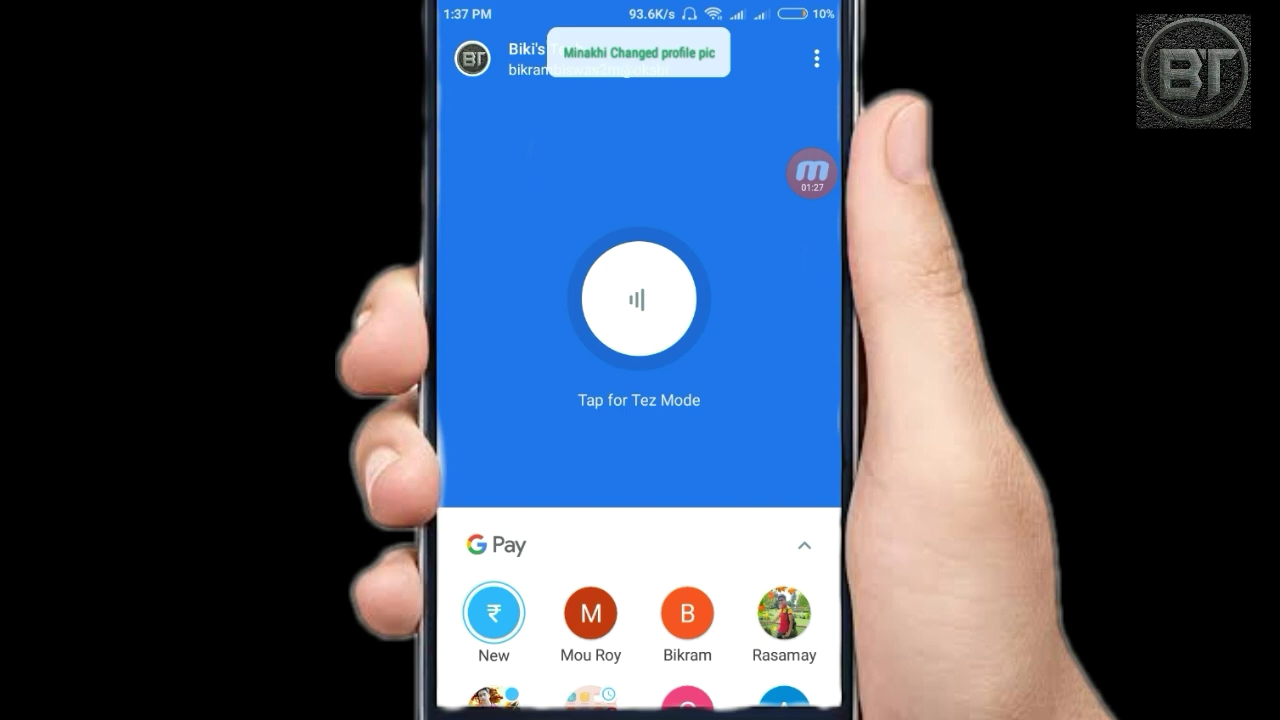 1:37 PM
93.6K/s
10%
BT
Biki's
Minakhi Changed profile pic
BT
m
01:27
Tap for Tez Mode
G Pay
₹
M
B
New
Mou Roy
Bikram
Rasamay